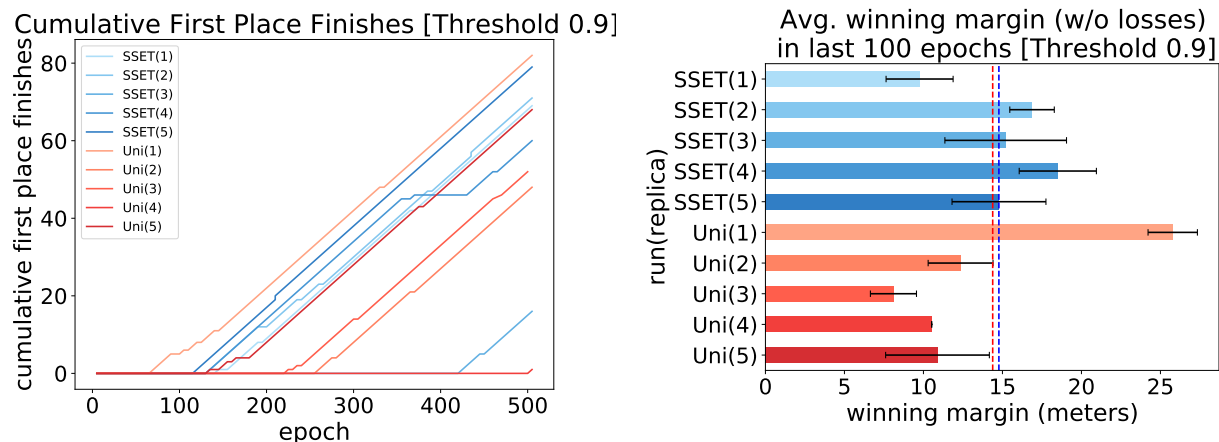 Cumulative First Place Finishes [Threshold 0.9]
cumulative first place finishes
80
60
40
20
0
SSET(1)
SSET(2)
SSET(3)
SSET(4)
SSET(5)
Uni(1)
Uni(2)
Uni(3)
Uni(4)
Uni(5)
0
100
200
300
400
500
epoch
Avg. winning margin (w/o losses)
in last 100 epochs [Threshold 0.9]
run(replica)
SSET(1)
SSET(2)
SSET(3)
SSET(4)
SSET(5)
Uni(1)
Uni(2)
Uni(3)
Uni(4)
Uni(5)
0
5
10
15
20
25
winning margin (meters)